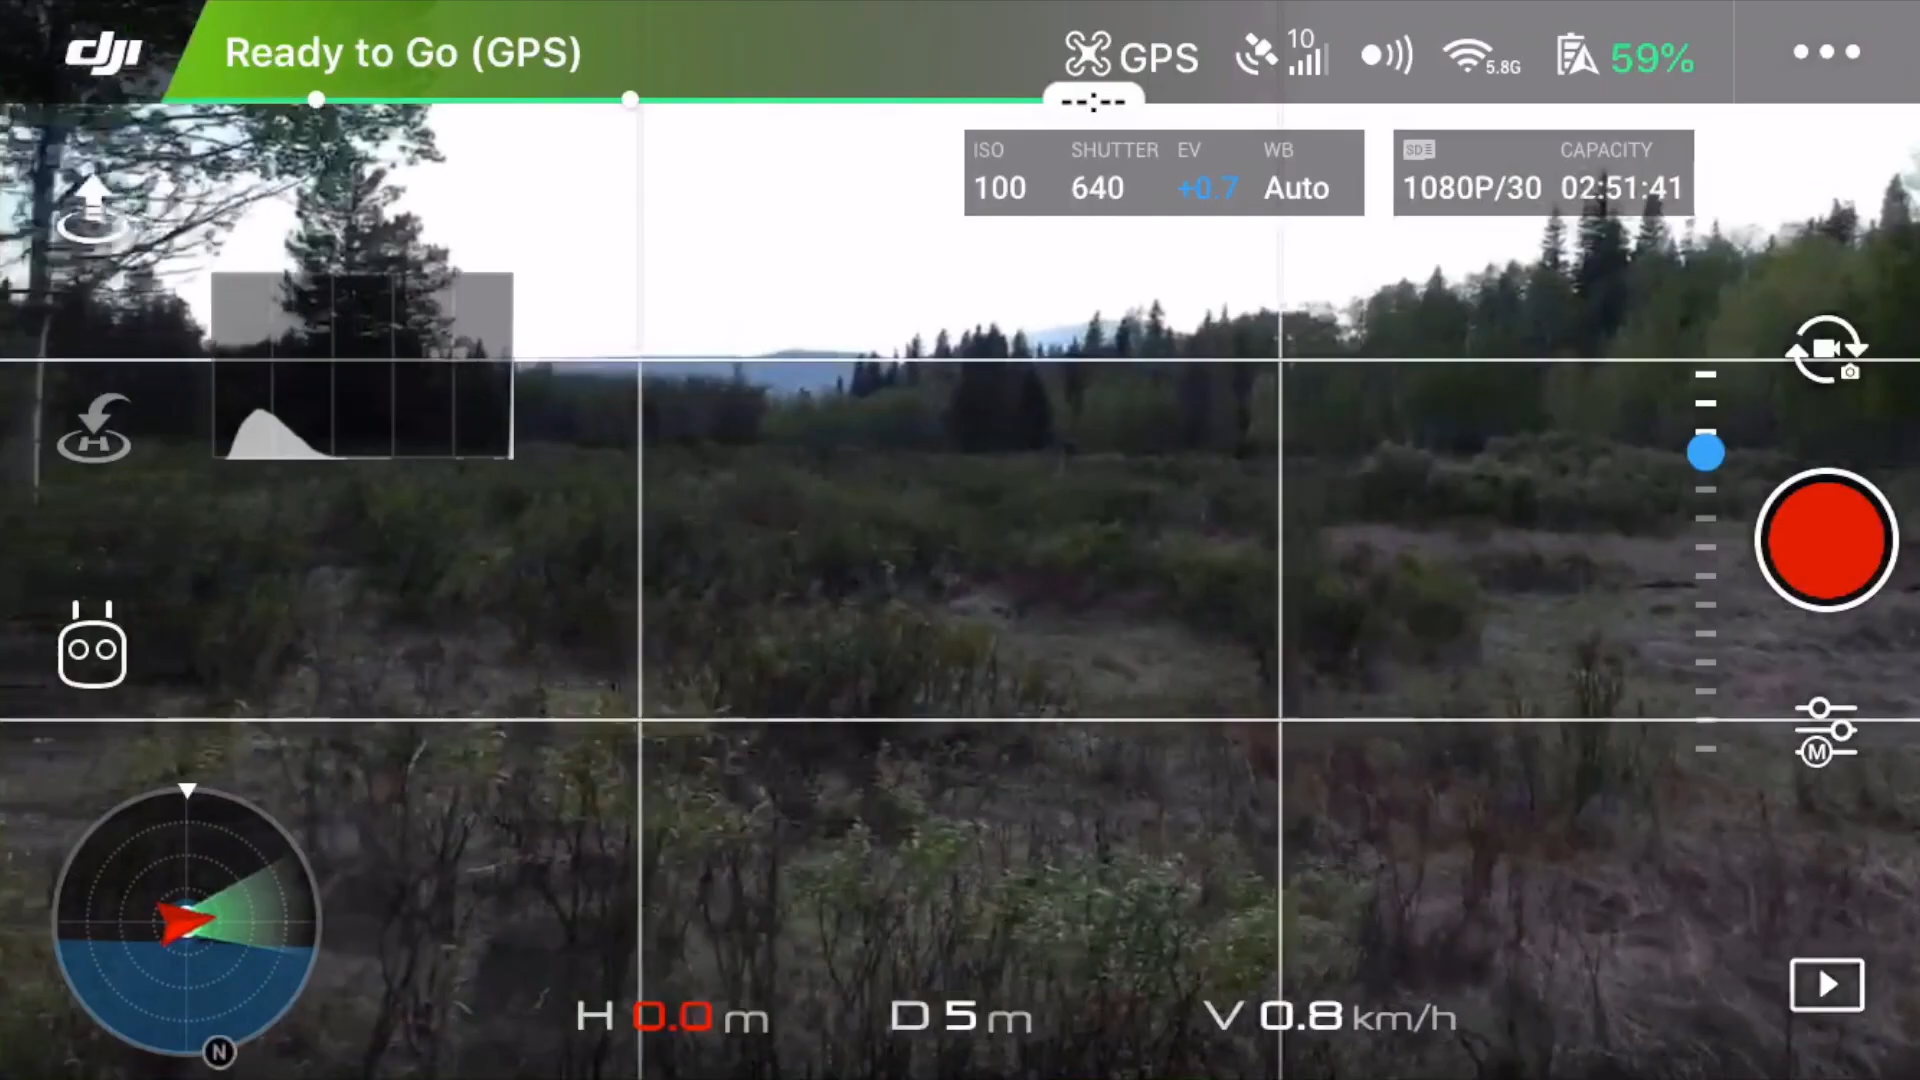 dji Ready to Go (GPS) GPS 10 5.8G 59%
--:--
ISO SHUTTER EV WB SD CAPACITY
100 640 +0.7 Auto 1080P/30 02:51:41
H
M
N
H 0.0 m D 5 m V 0.8 km/h